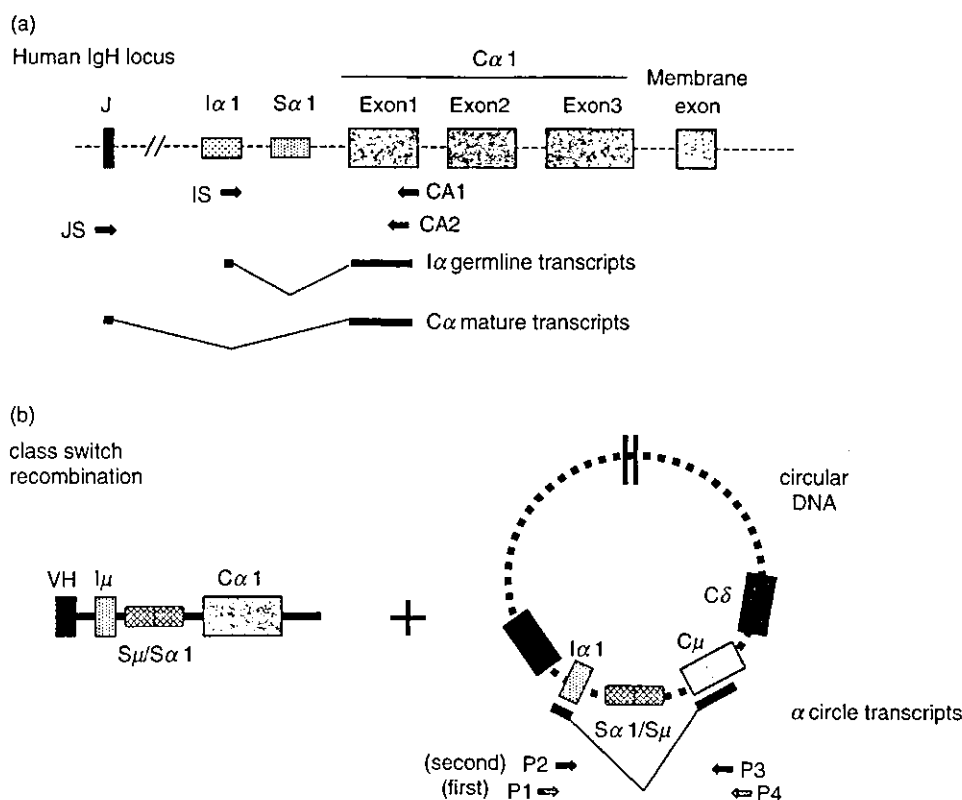 (a)
Human IgH locus
Cα1
J
Iα1
Sα1
Exon1
Exon2
Exon3
Membrane
exon
IS
CA1
JS
CA2
Iα germline transcripts
Cα mature transcripts
(b)
class switch
recombination
circular
DNA
VH
Iμ
Cα1
Sμ/Sα1
+
Cδ
Cμ
Iα1
Sα1/Sμ
α circle transcripts
(second) P2
P3
(first) P1
P4